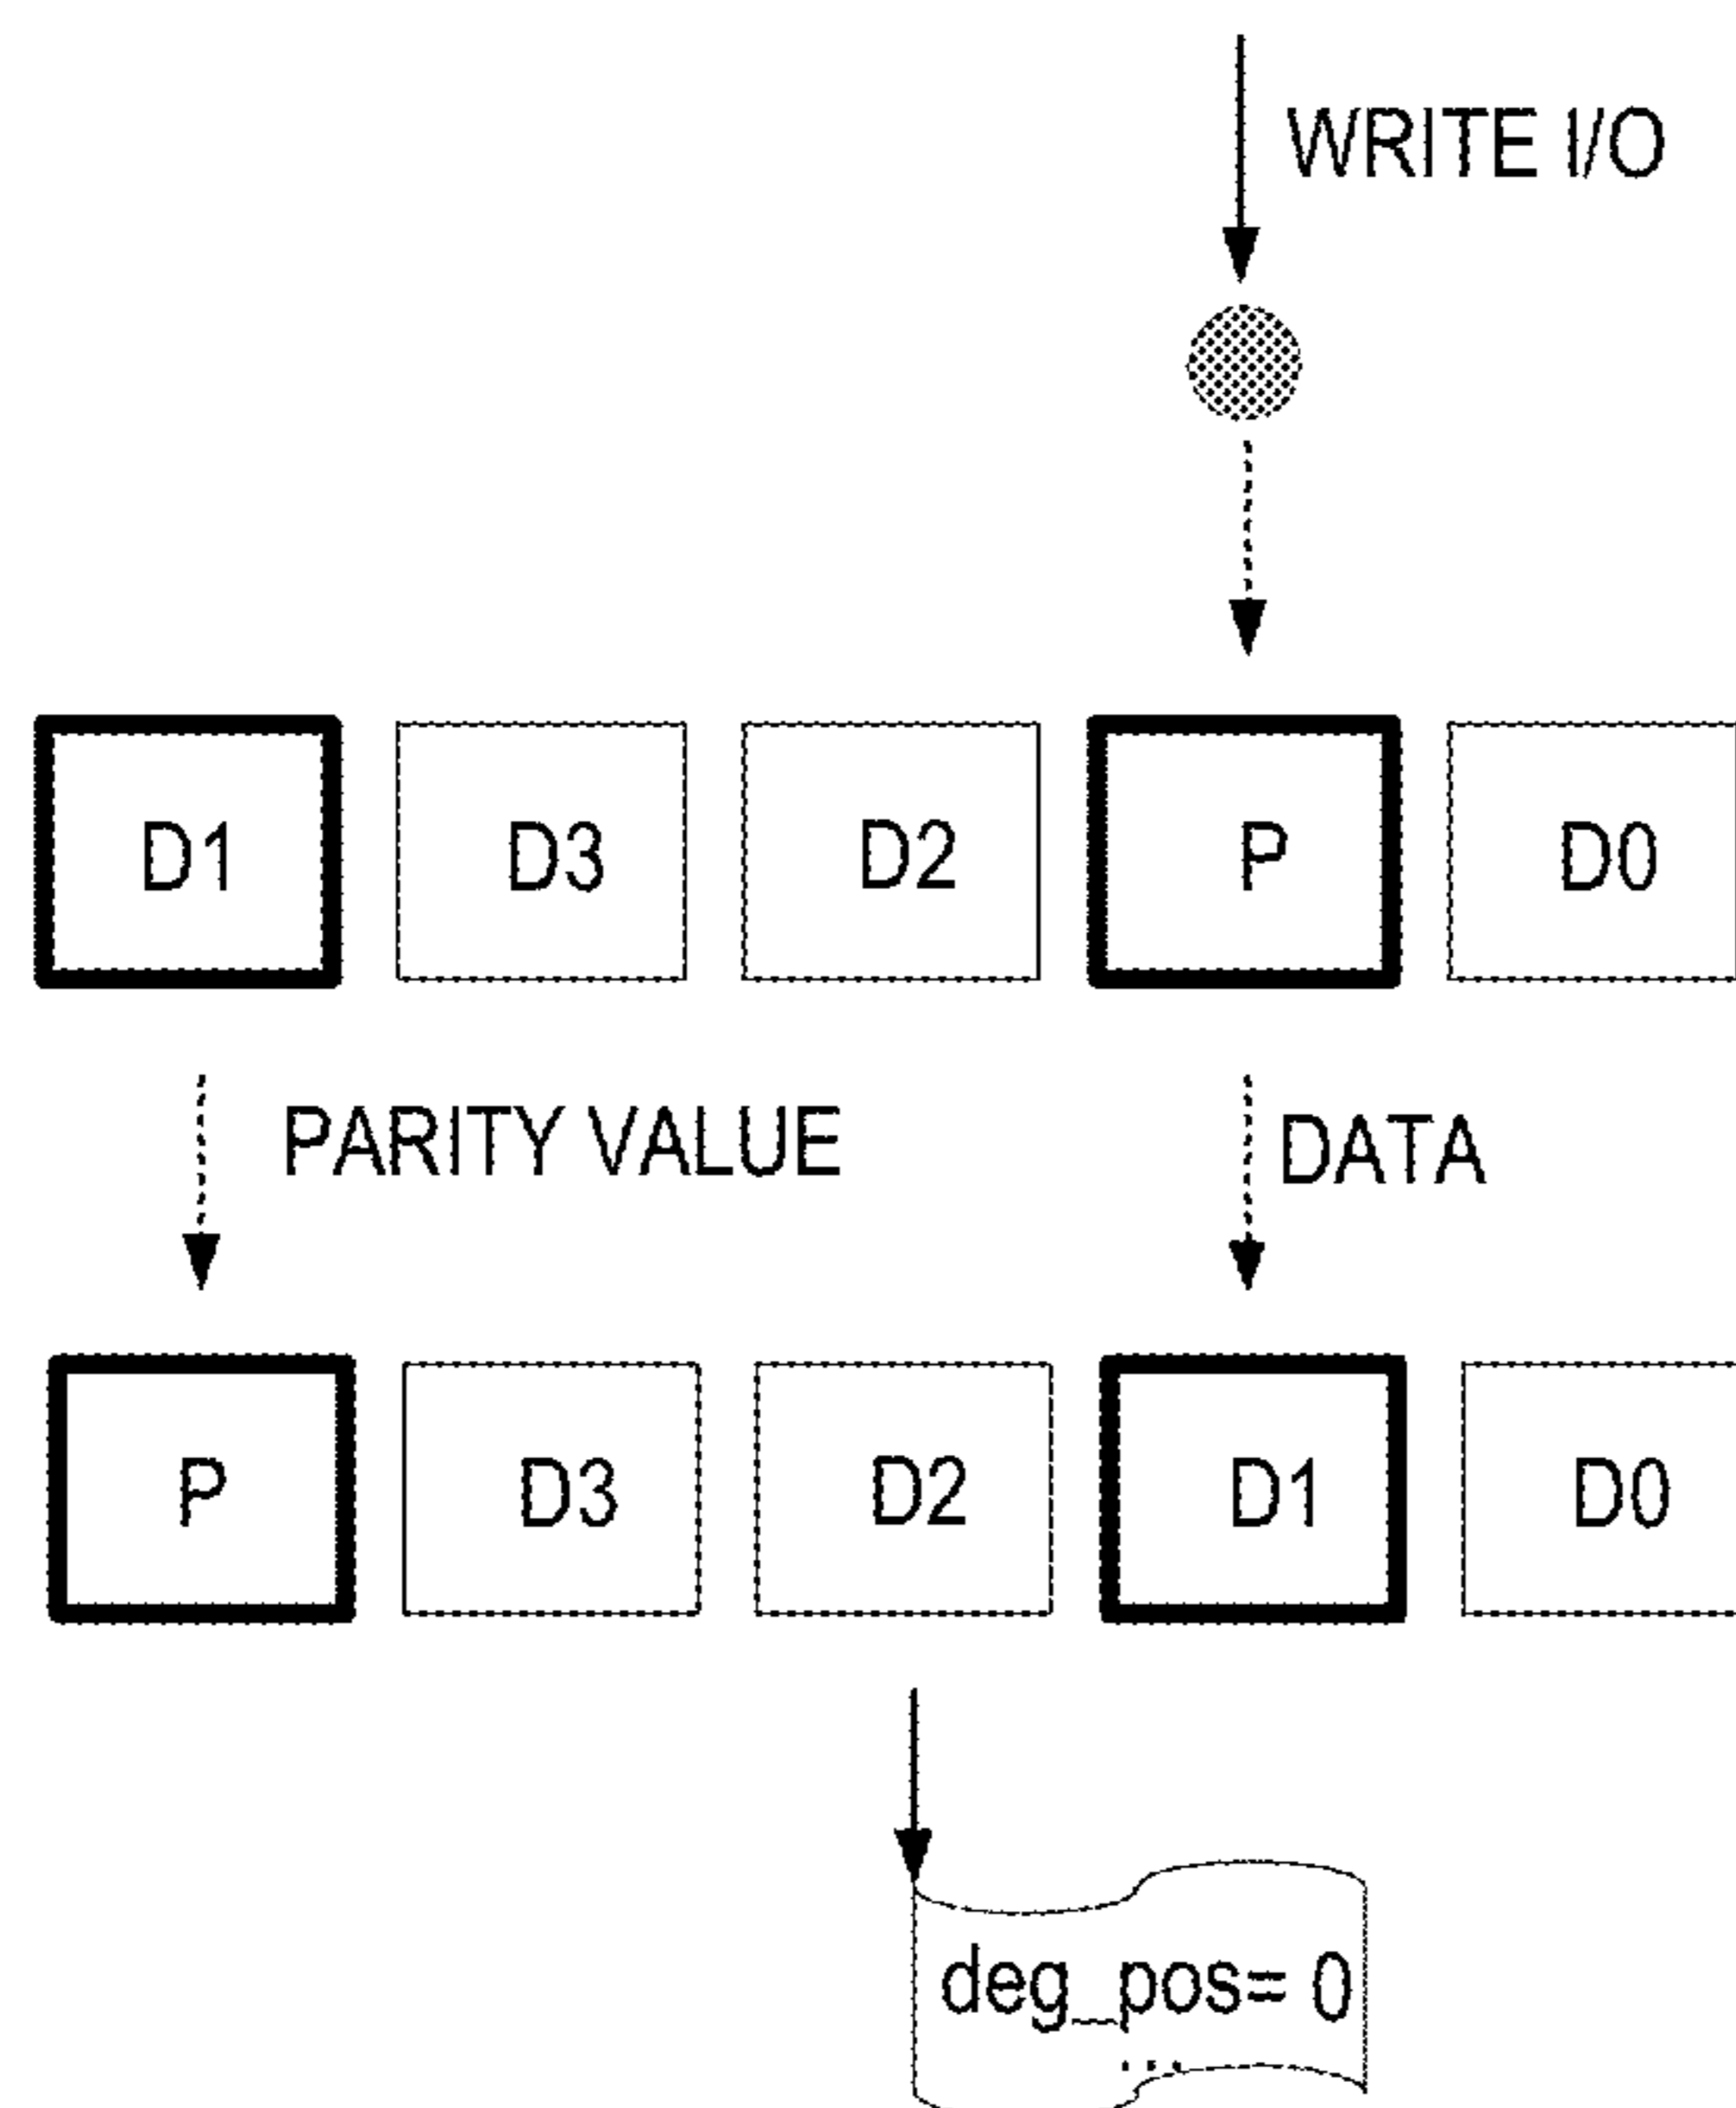 WRITE I/O
D1 D3 D2 P D0
PARITY VALUE DATA
P D3 D2 D1 D0
deg_pos= 0
...